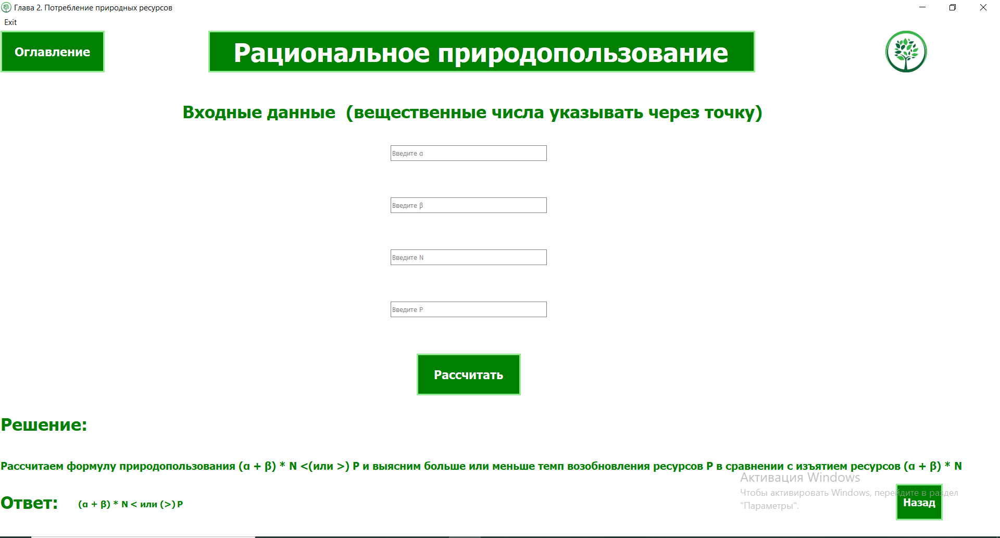 Глава 2. Потребление природных ресурсов
Exit
Оглавление
Рациональное природопользование
Входные данные  (вещественные числа указывать через точку)
Введите α
Введите β
Введите N
Введите P
Рассчитать
Решение:
Рассчитаем формулу природопользования (α + β) * N <(или >) P и выясним больше или меньше темп возобновления ресурсов P в сравнении с изъятием ресурсов (α + β) * N
Активация Windows
Чтобы активировать Windows, перейдите в раздел
"Параметры".
Ответ:
(α + β) * N < или (>) P
Назад